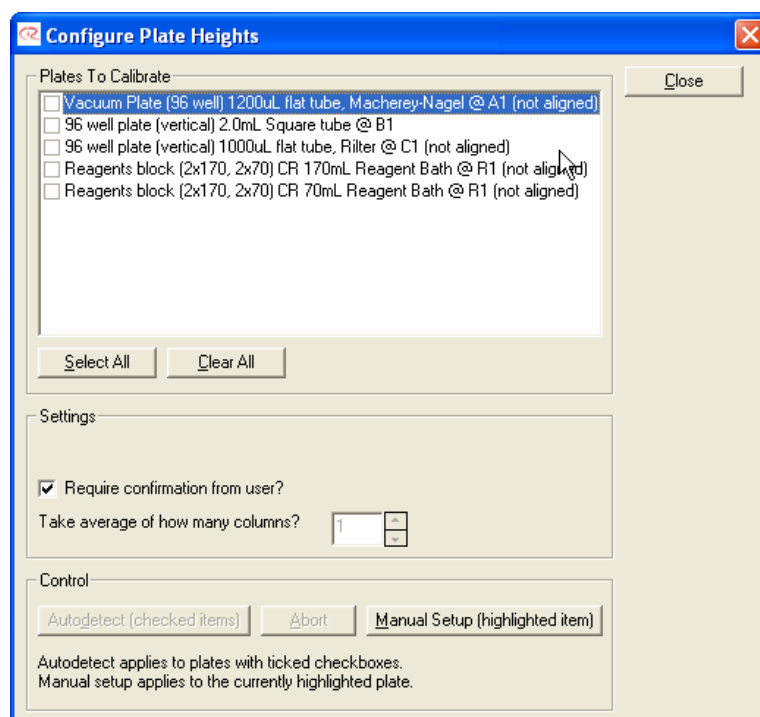 Configure Plate Heights
Plates To Calibrate
Close
Vacuum Plate (96 well) 1200uL flat tube, Macherey-Nagel @ A1 (not aligned)
96 well plate (vertical) 2.0mL Square tube @ B1
96 well plate (vertical) 1000uL flat tube, Rilter @ C1 (not aligned)
Reagents block (2x170, 2x70) CR 170mL Reagent Bath @ R1 (not aligned)
Reagents block (2x170, 2x70) CR 70mL Reagent Bath @ R1 (not aligned)
Select All
Clear All
Settings
Require confirmation from user?
Take average of how many columns? 1
Control
Autodetect (checked items)
Abort
Manual Setup (highlighted item)
Autodetect applies to plates with ticked checkboxes.
Manual setup applies to the currently highlighted plate.